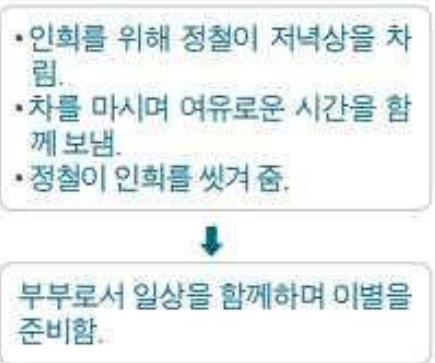 •인희를 위해 정철이 저녁상을 차
림.
•차를 마시며 여유로운 시간을 함
께 보냄.
•정철이 인희를 씻겨 줌.
부부로서 일상을 함께하며 이별을
준비함.